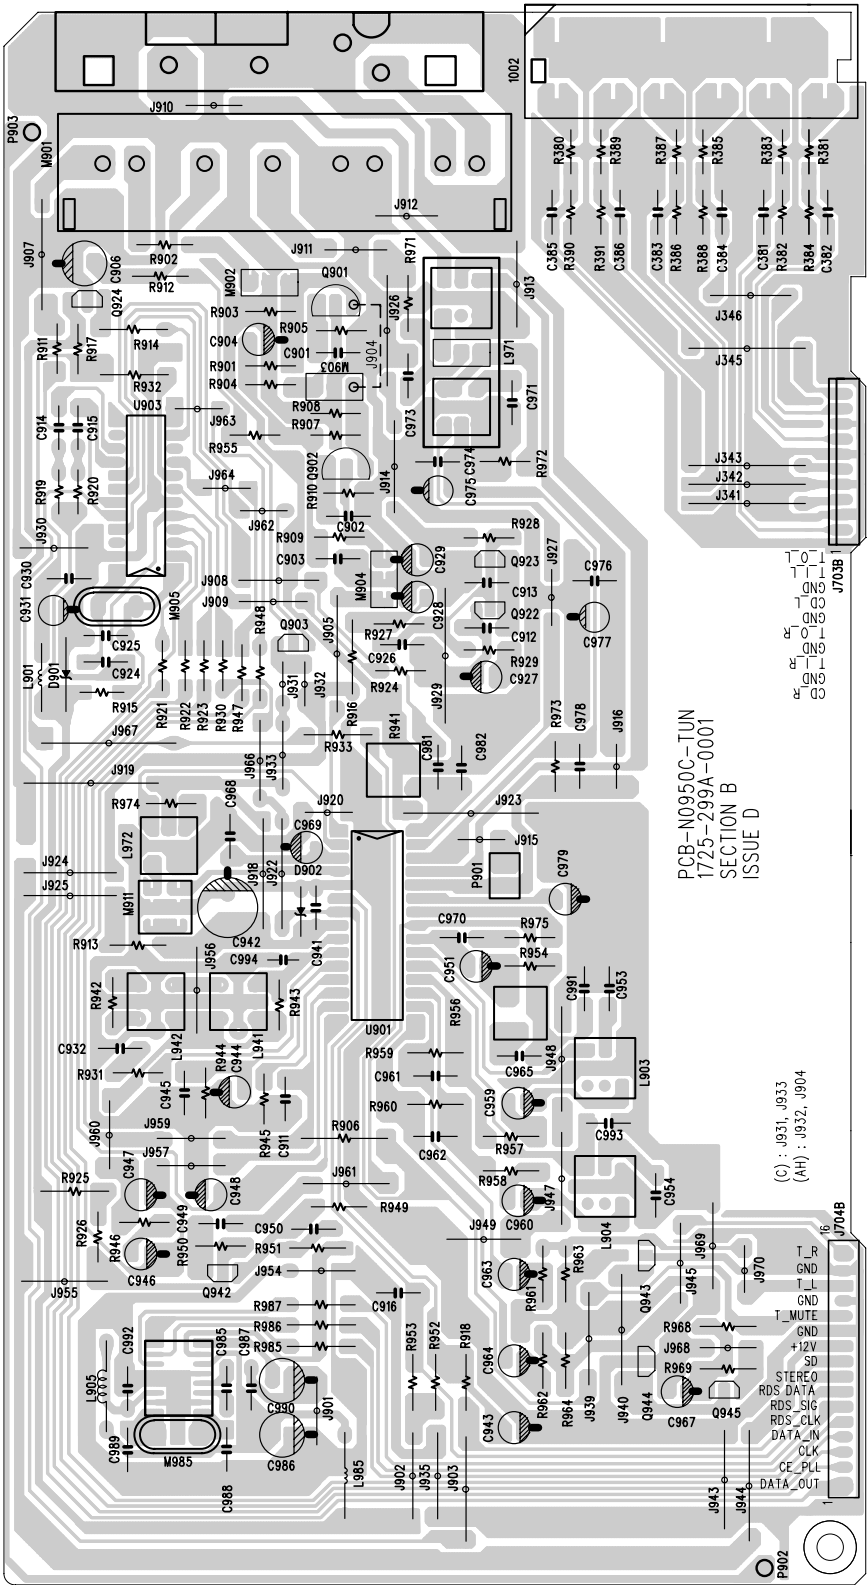 1002
J910
P903
M901
R380
R389
R387
R385
R383
R381
J912
C385
R390
R391
C386
C383
R386
R388
C384
C381
R382
R384
C382
J907
C906
R902
R912
J911
R971
M902
Q901
J926
J913
Q924
R903
R905
J346
R911
R917
R914
C904
C901
J904
L971
J345
M903
R901
R904
R932
U903
J963
R908
R907
C973
C971
C914
C915
R955
C974
R972
J343
J342
J341
R919
R920
J964
Q902
R910
J914
C975
J962
C902
R928
J930
R909
C903
C929
Q923
J927
C976
J703B
1
T_O_L
T_I_L
GND
CD_L
GND
T_O_R
GND
T_I_R
GND
CD_R
C930
J908
M904
C913
C931
M905
J909
R948
C928
Q922
C977
Q903
J905
R927
C912
C925
C926
R929
L901
D901
C924
J931
J932
R924
J929
C927
R915
R921
R922
R923
R930
R947
R916
J967
R933
R941
C981
C982
R973
C978
J916
J966
J933
PCB-N0950C-TUN
1725-299A-0001
SECTION B
ISSUE D
J919
R974
C968
J920
J923
L972
C969
J915
J924
J918
J922
D902
P901
C979
J925
M911
C942
C941
R913
J956
C994
C970
R975
R954
C951
R942
R943
C991
C953
L942
L941
U901
R956
C932
R944
C944
R959
C965
J948
L903
R931
C945
C961
C959
R945
C911
R960
J960
J959
R906
R957
C993
C962
(C) : J931, J933
(AH) : J932, J904
C947
J957
R925
C948
J961
R958
J947
C954
R926
R946
C949
C950
R949
C960
L904
J704B
16
R950
R951
J949
R963
J969
C946
J954
C963
R961
Q943
J945
J970
J955
Q942
C916
T_R
GND
T_L
GND
T_MUTE
GND
+12V
SD
STEREO
RDS DATA
RDS_SIG
RDS_CLK
DATA_IN
CLK
CE_PLL
DATA_OUT
1
R987
R986
R985
C992
C985
C987
R953
R952
R918
C964
R968
J968
R969
L905
C990
J901
R962
R964
J939
J940
Q944
C967
Q945
C989
M985
C986
C943
C988
L985
J902
J935
J903
J943
J944
P902